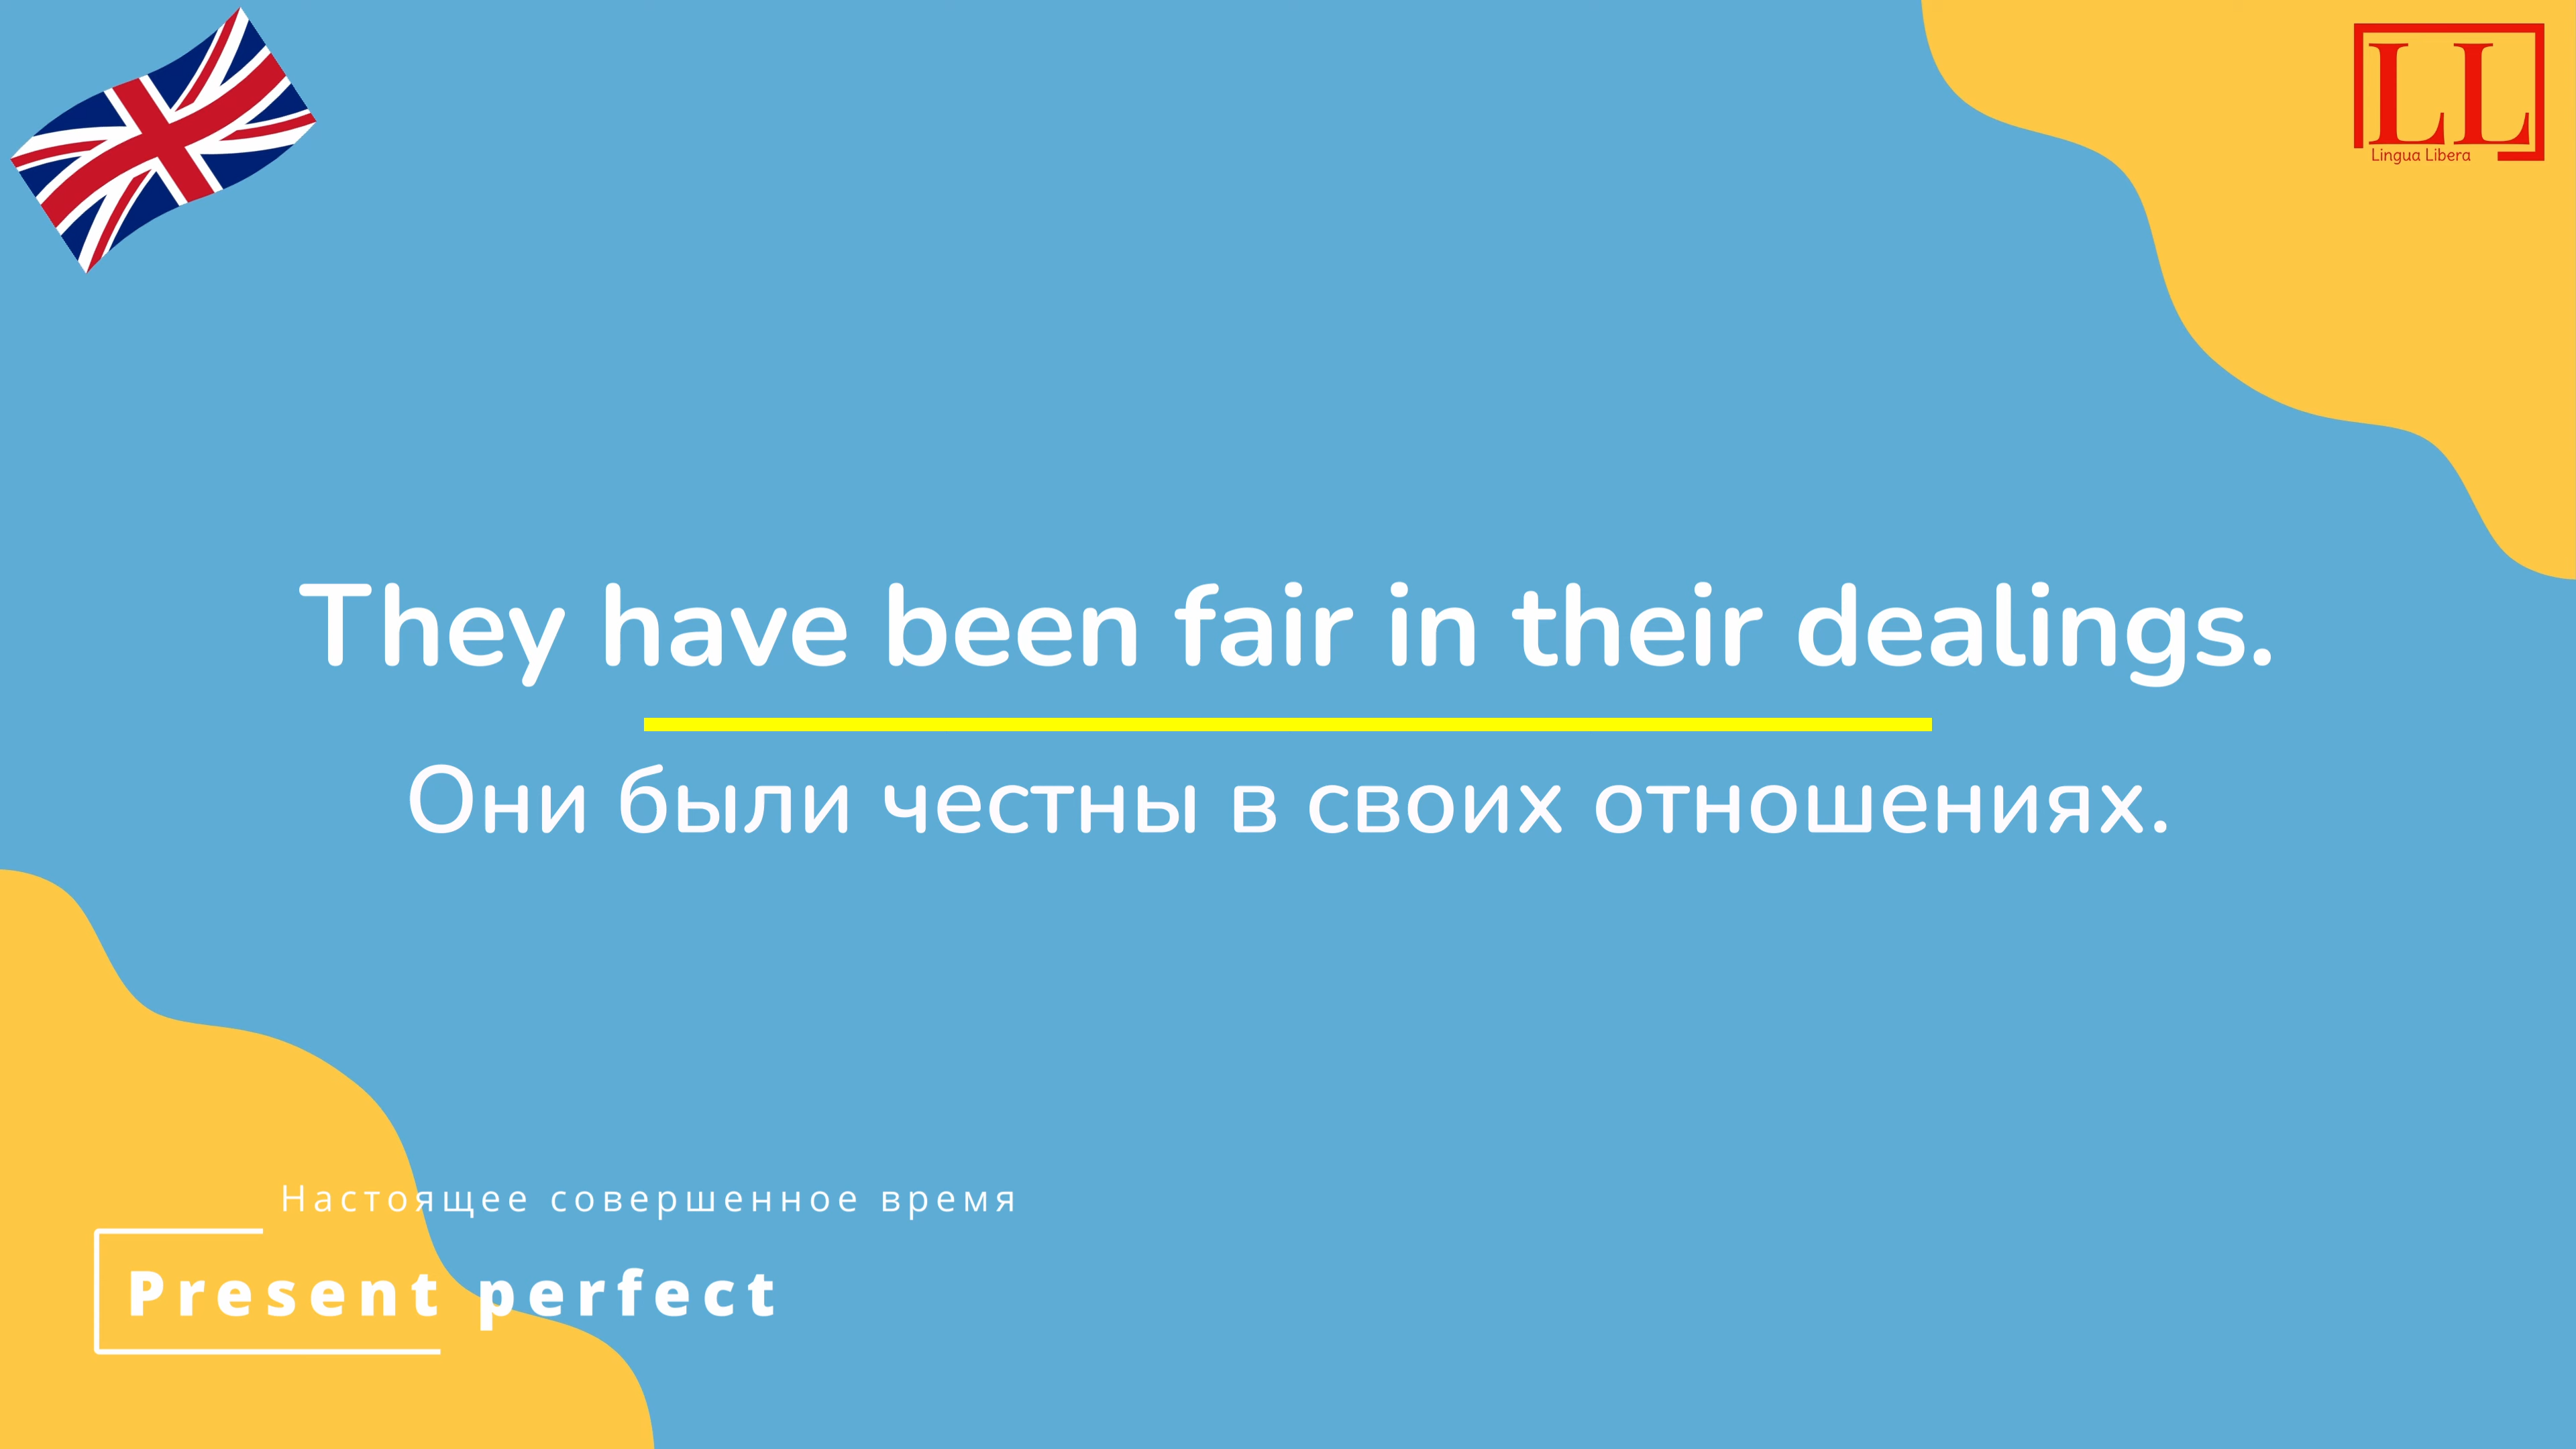 LL
Lingua Libera
They have been fair in their dealings.
Они были честны в своих отношениях.
Настоящее совершенное время
Present perfect